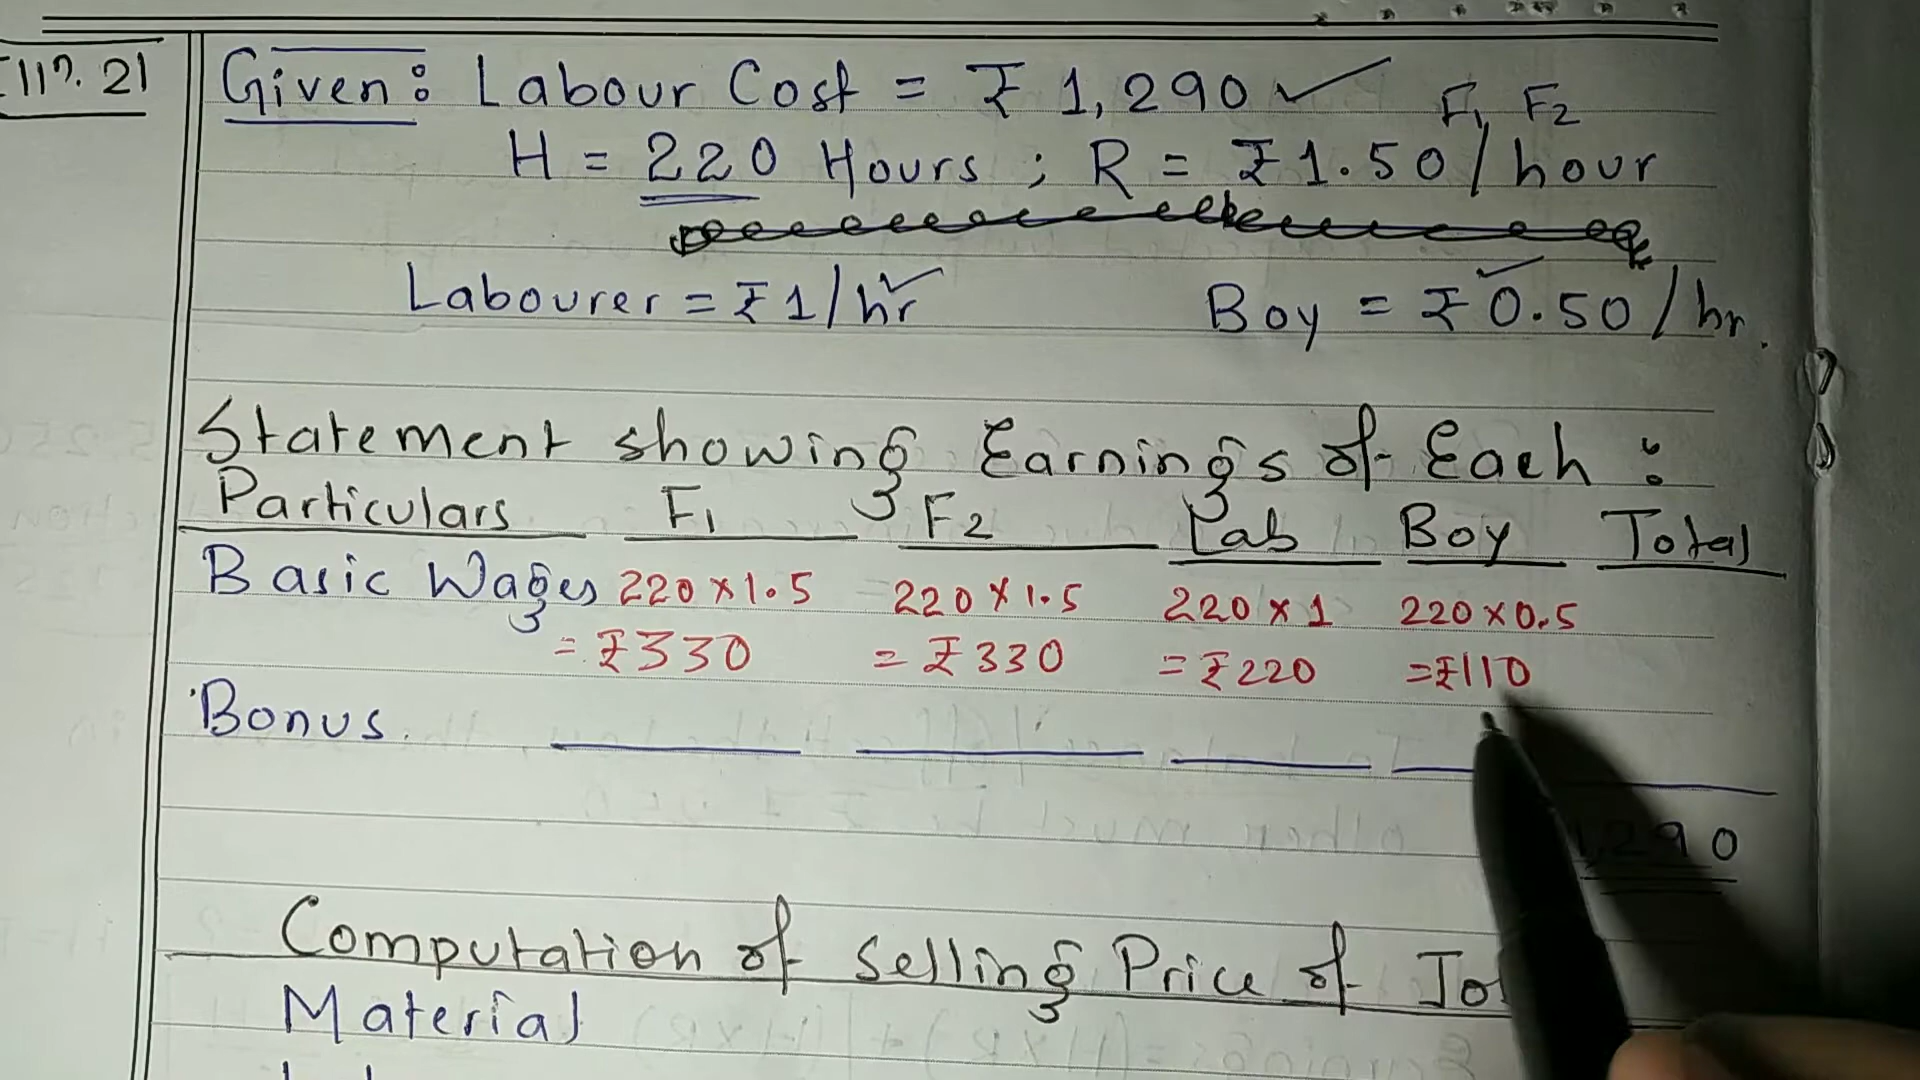 Ill?. 21
Given: Labour Cost = ₹ 1,290 ✓
F1, F2
H = 220 Hours ; R = ₹1.50/hour
Labourer = ₹1/hr ✓ Boy = ₹0.50/hr.
Statement showing Earnings of Each :
Particulars F1 F2 Lab Boy Total
Basic Wages 220×1.5 220×1.5 220×1 220×0.5
=₹330 =₹330 =₹220 =₹110
Bonus.
1,290
Computation of Selling Price of
Material